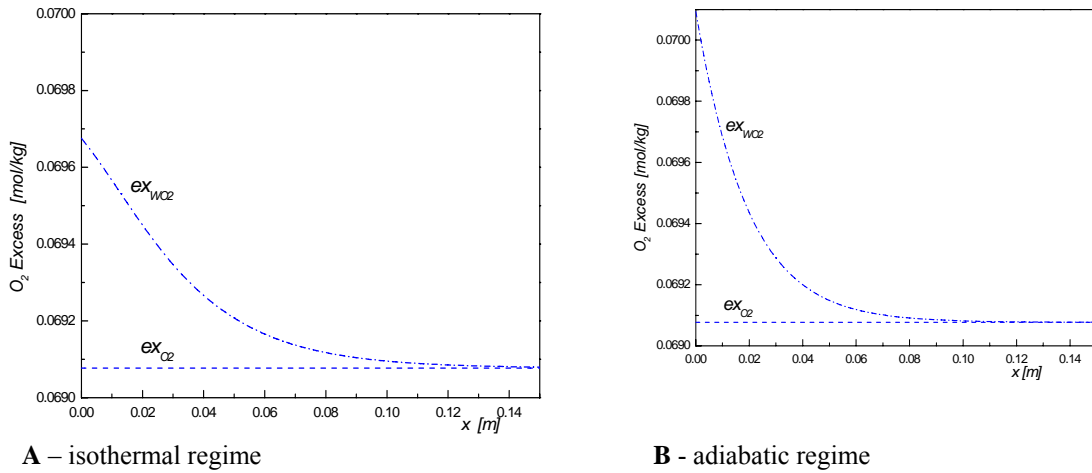 0.0700
0.0698
0.0696
0.0694
0.0692
0.0690
O2 Excess [mol/kg]
exWO2
exO2
0.00 0.02 0.04 0.06 0.08 0.10 0.12 0.14
x [m]
A – isothermal regime
0.0700
0.0698
0.0696
0.0694
0.0692
0.0690
O2 Excess [mol/kg]
exWO2
exO2
0.00 0.02 0.04 0.06 0.08 0.10 0.12 0.14
x [m]
B - adiabatic regime